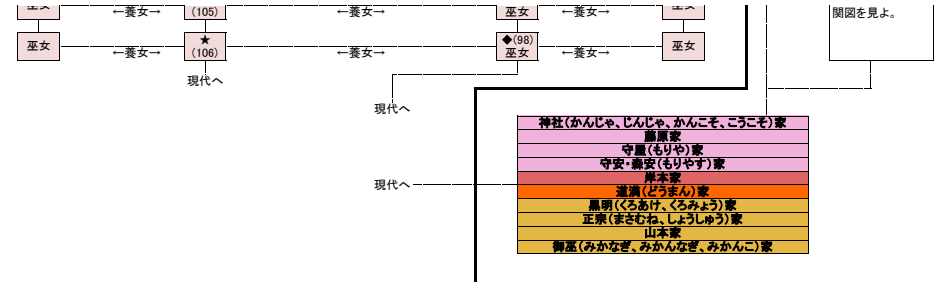 巫女 ←養女→ (105) ←養女→ 巫女 ←養女→ 巫女
関図を見よ。
巫女 ←養女→ ★(106) ←養女→ ◆(98)巫女 ←養女→ 巫女
現代へ
現代へ
神社(かんじゃ、じんじゃ、かんこそ、こうこそ)家
藤原家
守屋(もりや)家
守安・森安(もりやす)家
岸本家
現代へ
道満(どうまん)家
黒明(くろあけ、くろみょう)家
正宗(まさむね、しょうしゅう)家
山本家
御巫(みかなぎ、みかんなぎ、みかんこ)家